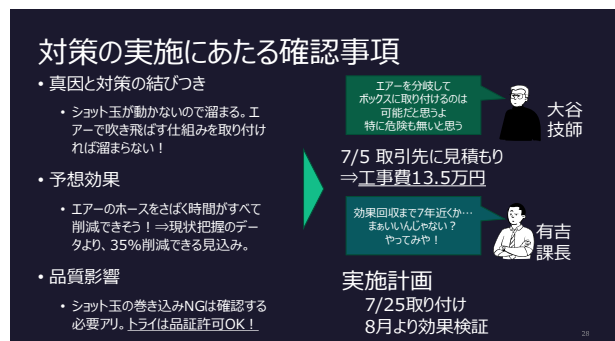 対策の実施にあたる確認事項
• 真因と対策の結びつき
• ショット玉が動かないので溜まる。エ
アーで吹き飛ばす仕組みを取り付け
れば溜まらない！
• 予想効果
• エアーのホースをさばく時間がすべて
削減できそう！⇒現状把握のデー
タより、35％削減できる見込み。
• 品質影響
• ショット玉の巻き込みNGは確認する
必要アリ。トライは品証許可OK！
エアーを分岐して
ボックスに取り付けるのは
可能だと思うよ
特に危険も無いと思う
大谷
技師
7/5 取引先に見積もり
⇒工事費13.5万円
効果回収まで7年近くか…
まぁいいんじゃない？
やってみや！
有吉
課長
実施計画
7/25取り付け
8月より効果検証
28